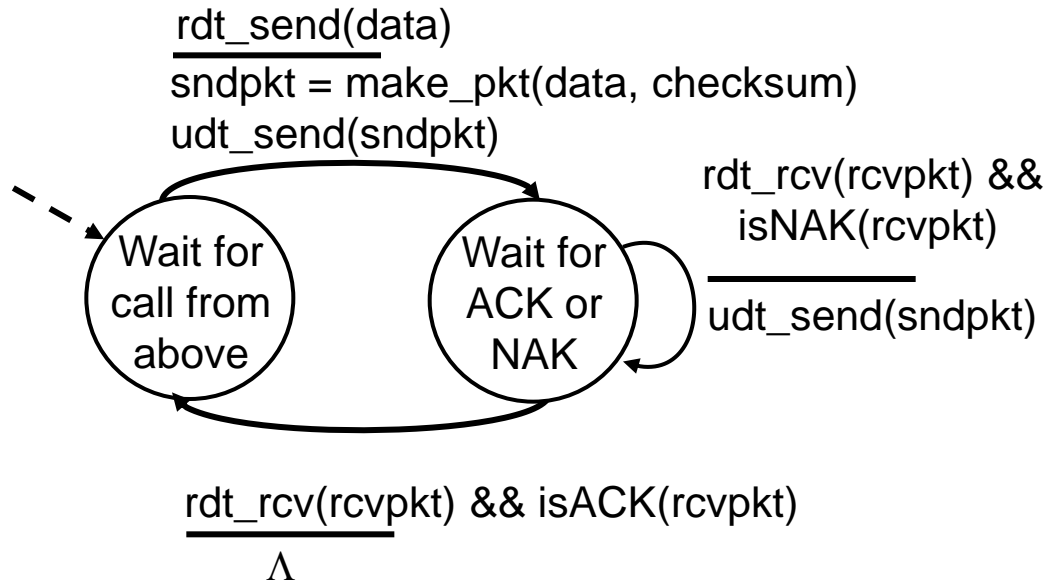 rdt_send(data)
sndpkt = make_pkt(data, checksum)
udt_send(sndpkt)
rdt_rcv(rcvpkt) &&
isNAK(rcvpkt)
udt_send(sndpkt)
Wait for
call from
above
Wait for
ACK or
NAK
rdt_rcv(rcvpkt) && isACK(rcvpkt)
Λ